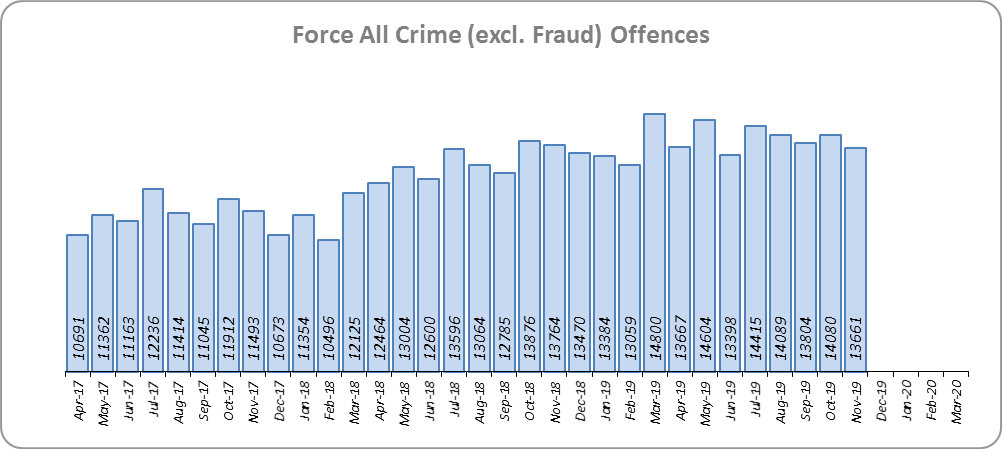 Force All Crime (excl. Fraud) Offences
10691
11362
11163
12236
11414
11045
11912
11493
10673
11354
10496
12125
12464
13004
12600
13596
13064
12785
13876
13764
13470
13384
13059
14800
13667
14604
13398
14415
14089
13804
14080
13661
Apr-17
May-17
Jun-17
Jul-17
Aug-17
Sep-17
Oct-17
Nov-17
Dec-17
Jan-18
Feb-18
Mar-18
Apr-18
May-18
Jun-18
Jul-18
Aug-18
Sep-18
Oct-18
Nov-18
Dec-18
Jan-19
Feb-19
Mar-19
Apr-19
May-19
Jun-19
Jul-19
Aug-19
Sep-19
Oct-19
Nov-19
Dec-19
Jan-20
Feb-20
Mar-20